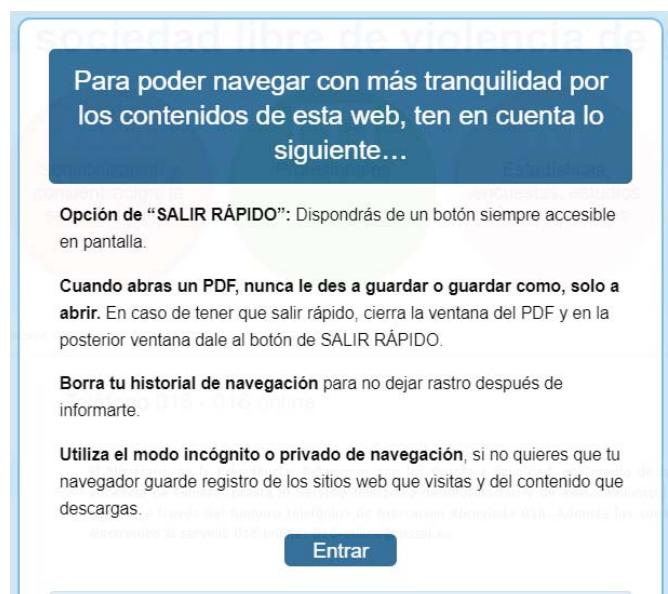 sociedad libre de violencia de
Para poder navegar con más tranquilidad por
los contenidos de esta web, ten en cuenta lo
siguiente…
Opción de “SALIR RÁPIDO”: Dispondrás de un botón siempre accesible
en pantalla.
Cuando abras un PDF, nunca le des a guardar o guardar como, solo a
abrir. En caso de tener que salir rápido, cierra la ventana del PDF y en la
posterior ventana dale al botón de SALIR RÁPIDO.
Borra tu historial de navegación para no dejar rastro después de
informarte.
016 - 016 online
Utiliza el modo incógnito o privado de navegación, si no quieres que tu
navegador guarde registro de los sitios web que visitas y del contenido que
descargas.
Entrar